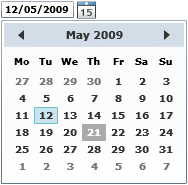 12/05/2009 15
May 2009
Mo Tu We Th Fr Sa Su
27 28 29 30 1 2 3
4 5 6 7 8 9 10
11 12 13 14 15 16 17
18 19 20 21 22 23 24
25 26 27 28 29 30 31
1 2 3 4 5 6 7